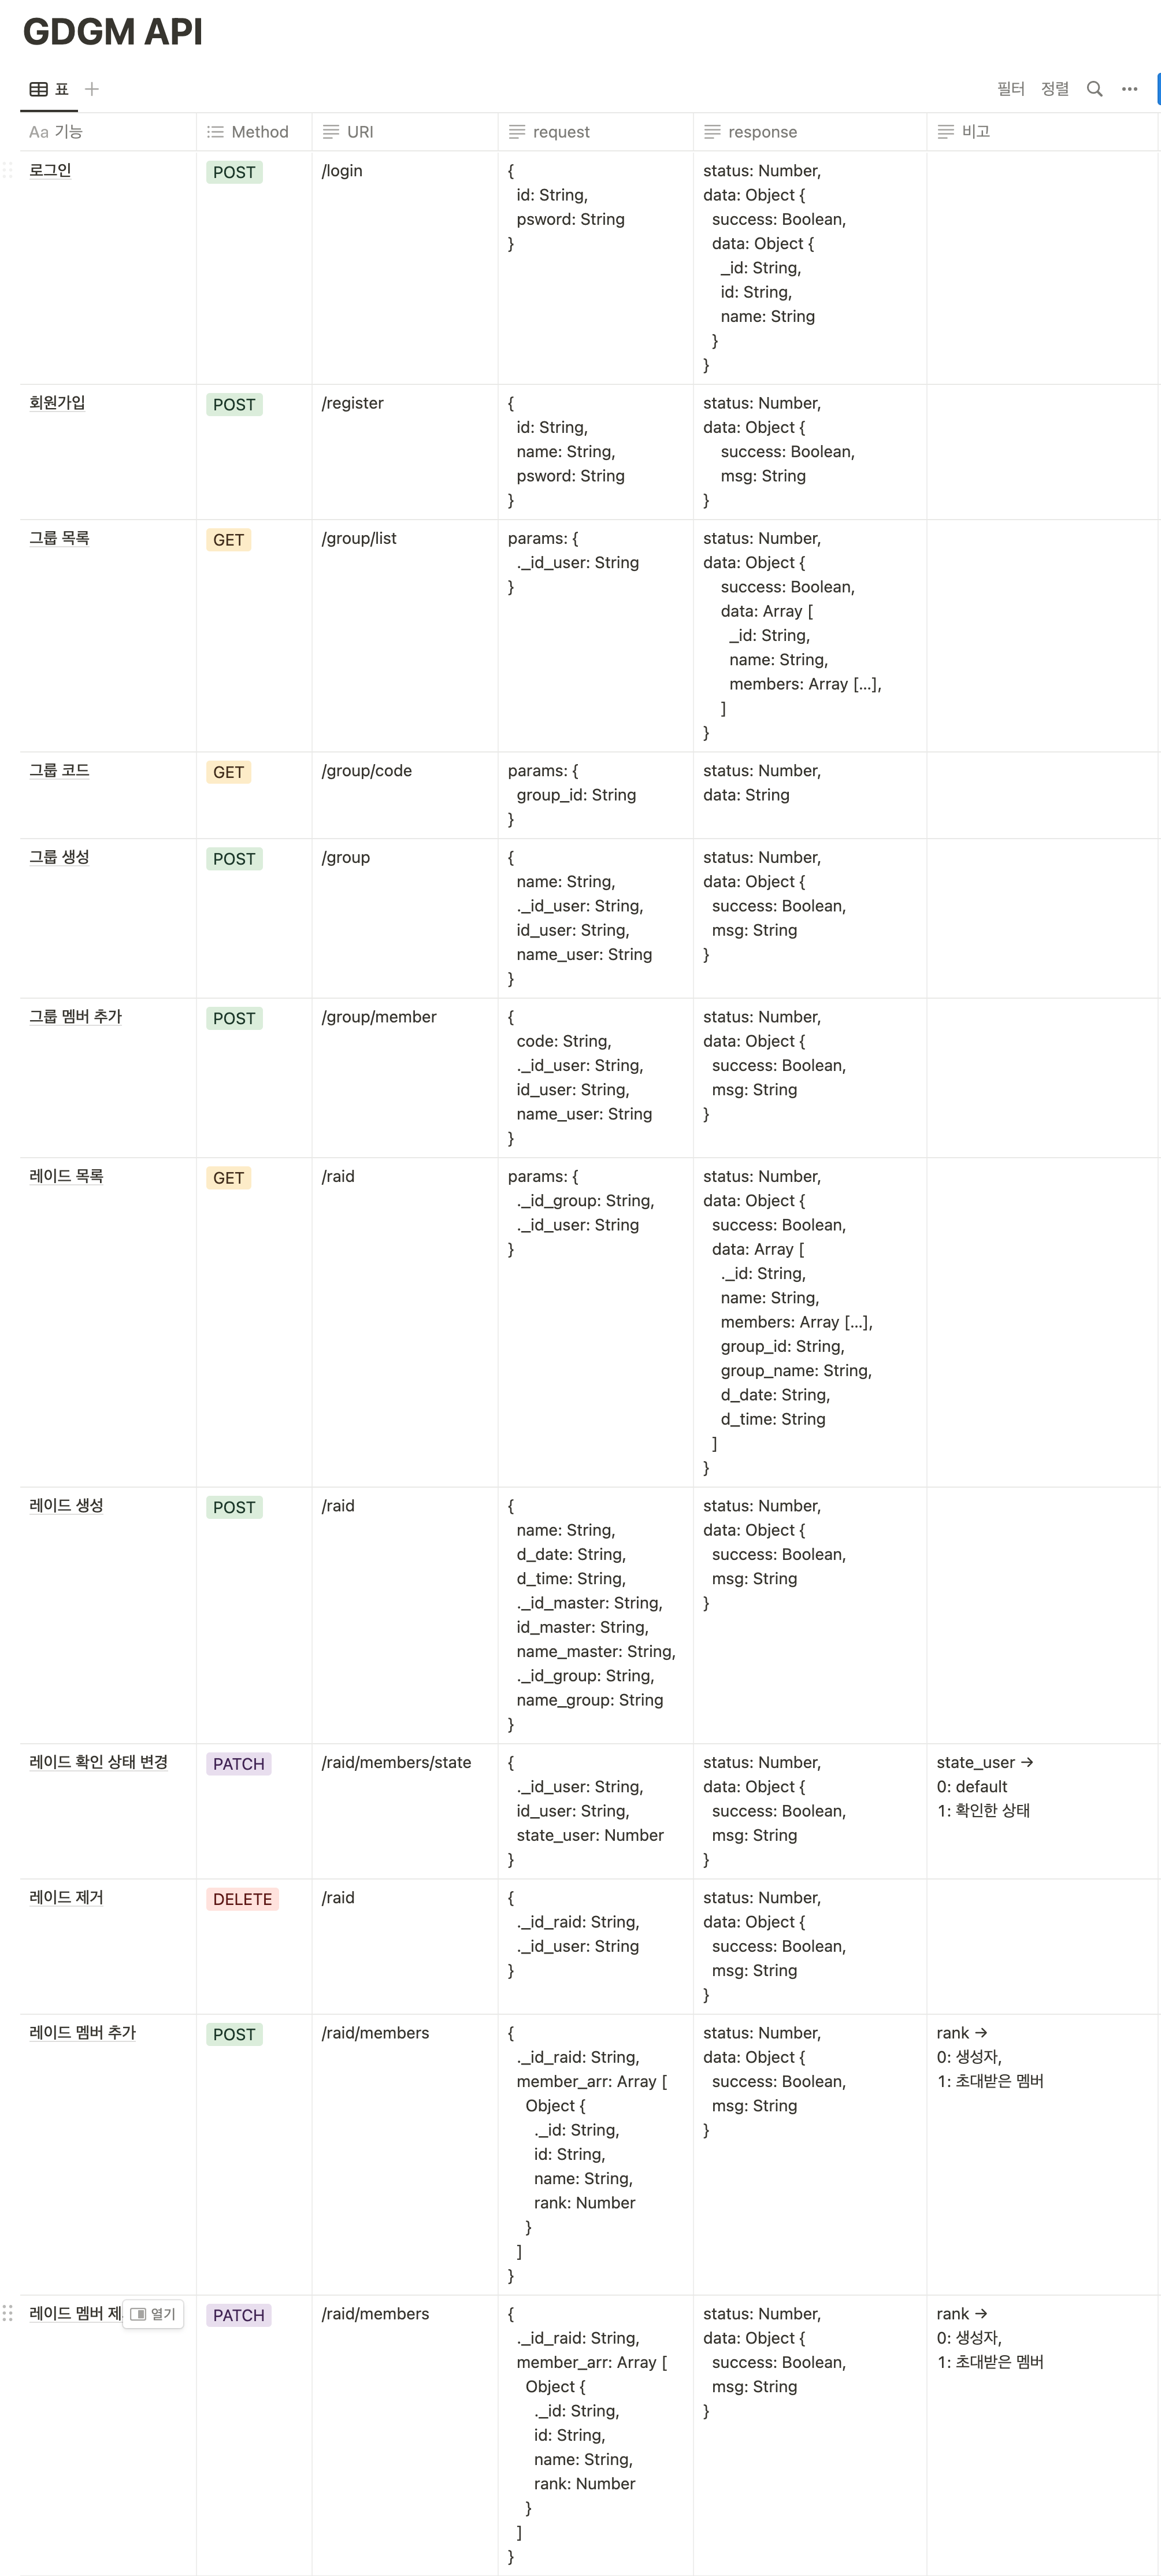 GDGM API
표
필터 정렬
Aa 기능 Method URI request response 비고
로그인
POST
/login
{
id: String,
psword: String
}
status: Number,
data: Object {
success: Boolean,
data: Object {
_id: String,
id: String,
name: String
}
}
회원가입
POST
/register
{
id: String,
name: String,
psword: String
}
status: Number,
data: Object {
success: Boolean,
msg: String
}
그룹 목록
GET
/group/list
params: {
._id_user: String
}
status: Number,
data: Object {
success: Boolean,
data: Array [
_id: String,
name: String,
members: Array [...],
]
}
그룹 코드
GET
/group/code
params: {
group_id: String
}
status: Number,
data: String
그룹 생성
POST
/group
{
name: String,
._id_user: String,
id_user: String,
name_user: String
}
status: Number,
data: Object {
success: Boolean,
msg: String
}
그룹 멤버 추가
POST
/group/member
{
code: String,
._id_user: String,
id_user: String,
name_user: String
}
status: Number,
data: Object {
success: Boolean,
msg: String
}
레이드 목록
GET
/raid
params: {
._id_group: String,
._id_user: String
}
status: Number,
data: Object {
success: Boolean,
data: Array [
._id: String,
name: String,
members: Array [...],
group_id: String,
group_name: String,
d_date: String,
d_time: String
]
}
레이드 생성
POST
/raid
{
name: String,
d_date: String,
d_time: String,
._id_master: String,
id_master: String,
name_master: String,
._id_group: String,
name_group: String
}
status: Number,
data: Object {
success: Boolean,
msg: String
}
레이드 확인 상태 변경
PATCH
/raid/members/state
{
._id_user: String,
id_user: String,
state_user: Number
}
status: Number,
data: Object {
success: Boolean,
msg: String
}
state_user →
0: default
1: 확인한 상태
레이드 제거
DELETE
/raid
{
._id_raid: String,
._id_user: String
}
status: Number,
data: Object {
success: Boolean,
msg: String
}
레이드 멤버 추가
POST
/raid/members
{
._id_raid: String,
member_arr: Array [
Object {
._id: String,
id: String,
name: String,
rank: Number
}
]
}
status: Number,
data: Object {
success: Boolean,
msg: String
}
rank →
0: 생성자,
1: 초대받은 멤버
레이드 멤버 제
열기
PATCH
/raid/members
{
._id_raid: String,
member_arr: Array [
Object {
._id: String,
id: String,
name: String,
rank: Number
}
]
}
status: Number,
data: Object {
success: Boolean,
msg: String
}
rank →
0: 생성자,
1: 초대받은 멤버